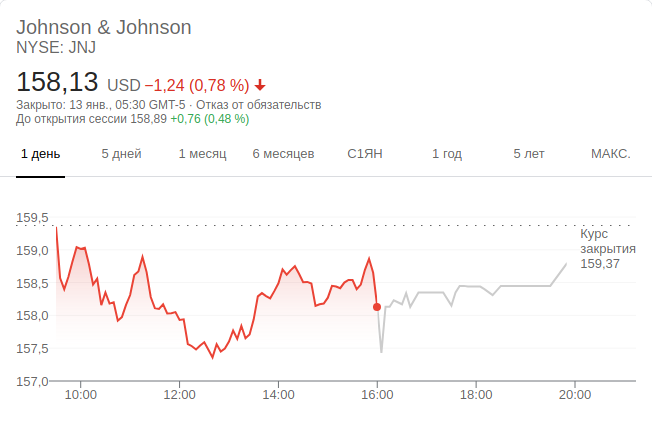 Johnson & Johnson
NYSE: JNJ
158,13 USD −1,24 (0,78 %)
Закрыто: 13 янв., 05:30 GMT-5 · Отказ от обязательств
До открытия сессии 158,89 +0,76 (0,48 %)
1 день 5 дней 1 месяц 6 месяцев С1ЯН 1 год 5 лет МАКС.
159,5
Курс
закрытия
159,37
159,0
158,5
158,0
157,5
157,0
10:00 12:00 14:00 16:00 18:00 20:00